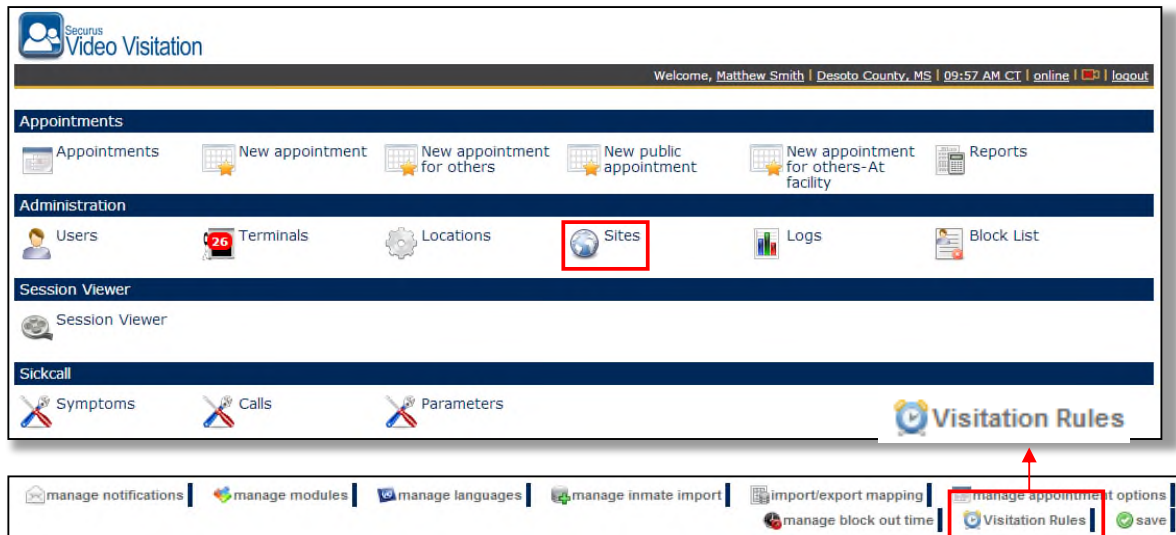 Securus
Video Visitation
Welcome, Matthew Smith | Desoto County, MS | 09:57 AM CT | online | | logout
Appointments
Appointments New appointment New appointment for others New public appointment New appointment for others-At facility Reports
Administration
Users 26 Terminals Locations Sites Logs Block List
Session Viewer
Session Viewer
Sickcall
Symptoms Calls Parameters
Visitation Rules
manage notifications manage modules manage languages manage inmate import import/export mapping manage appointment options
manage block out time Visitation Rules save